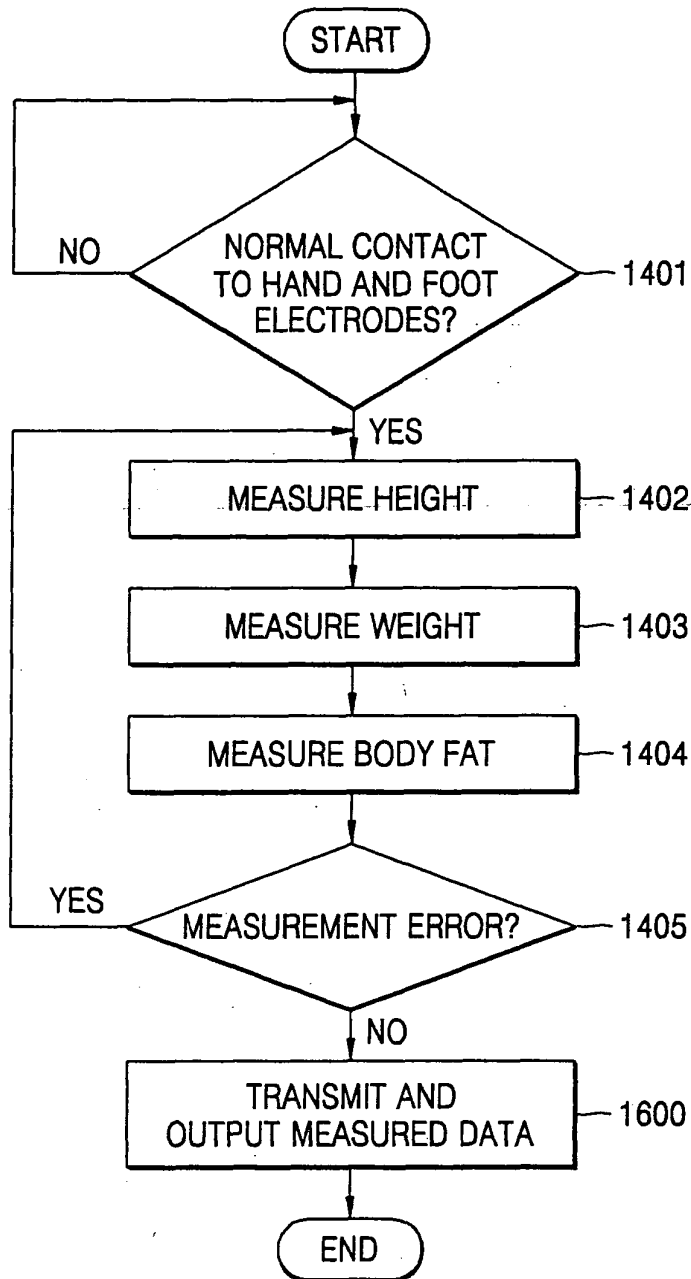 START
NO
NORMAL CONTACT
TO HAND AND FOOT
ELECTRODES?
1401
YES
MEASURE HEIGHT
1402
MEASURE WEIGHT
1403
MEASURE BODY FAT
1404
YES
MEASUREMENT ERROR?
1405
NO
TRANSMIT AND
OUTPUT MEASURED DATA
1600
END